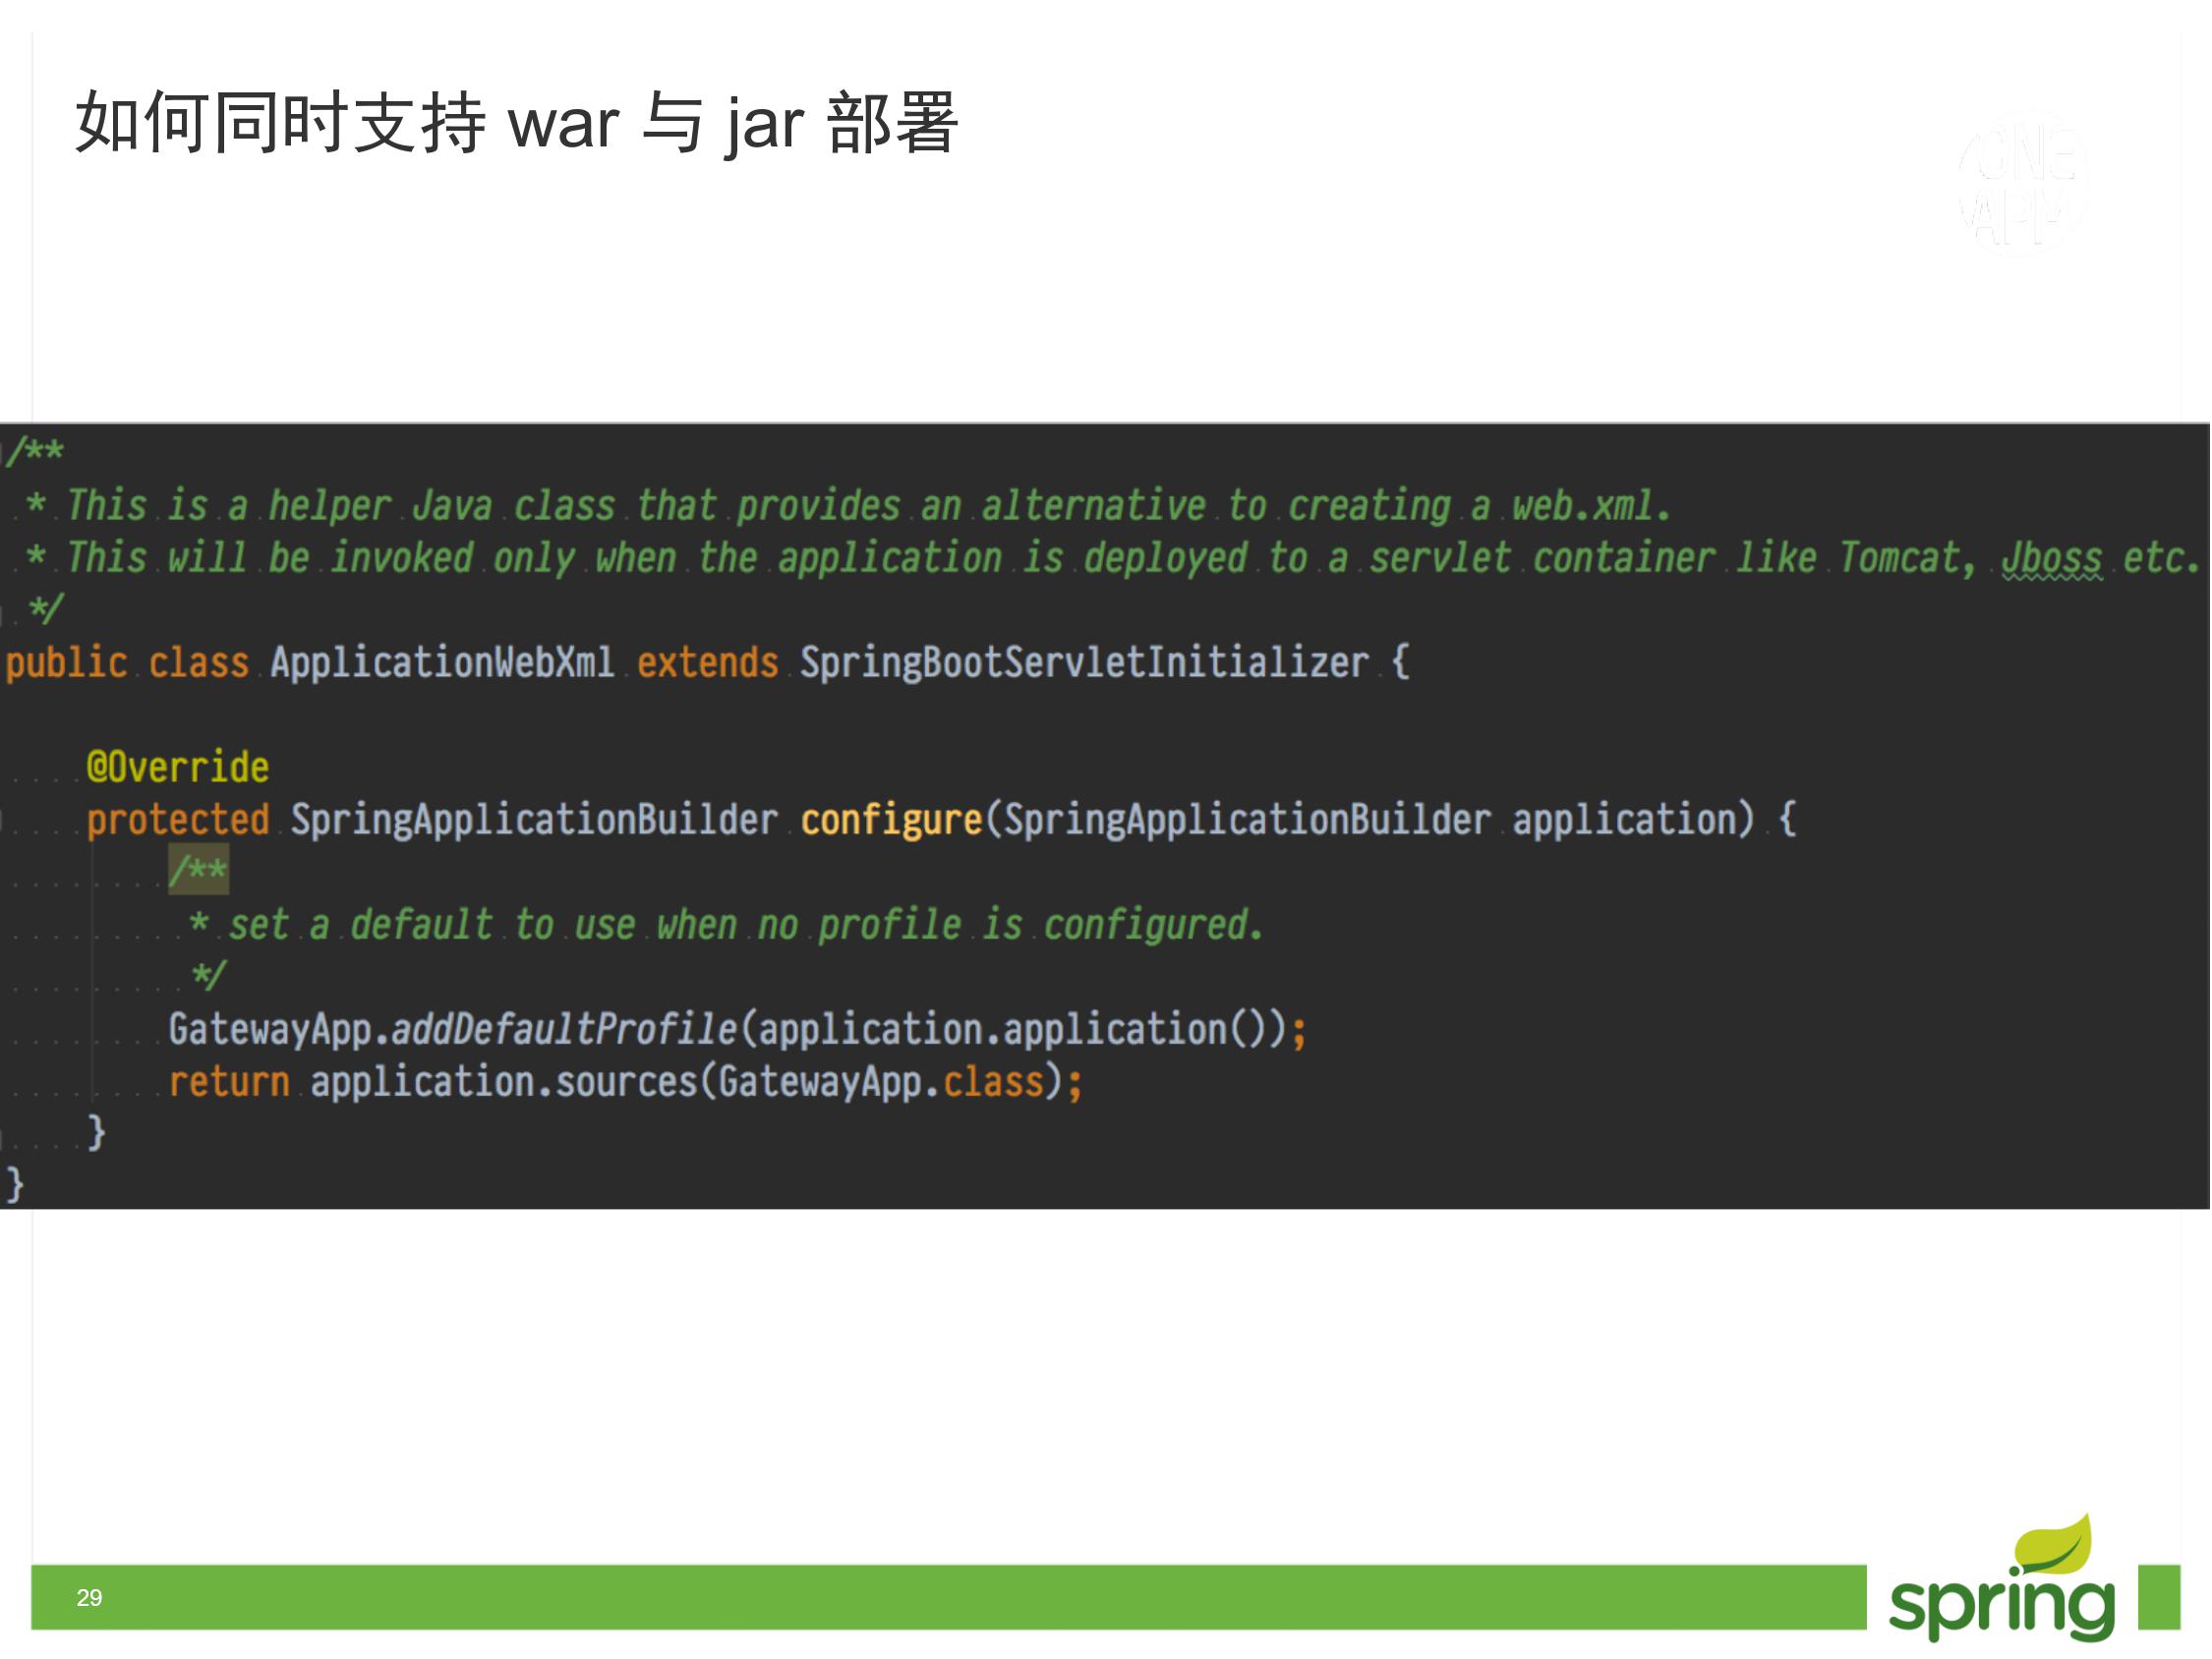 如何同时支持 war 与 jar 部署
ONE
APM
/**
* This is a helper Java class that provides an alternative to creating a web.xml.
* This will be invoked only when the application is deployed to a servlet container like Tomcat, Jboss etc.
*/
public class ApplicationWebXml extends SpringBootServletInitializer {
@Override
protected SpringApplicationBuilder configure(SpringApplicationBuilder application) {
/**
* set a default to use when no profile is configured.
*/
GatewayApp.addDefaultProfile(application.application());
return application.sources(GatewayApp.class);
}
}
29
spring